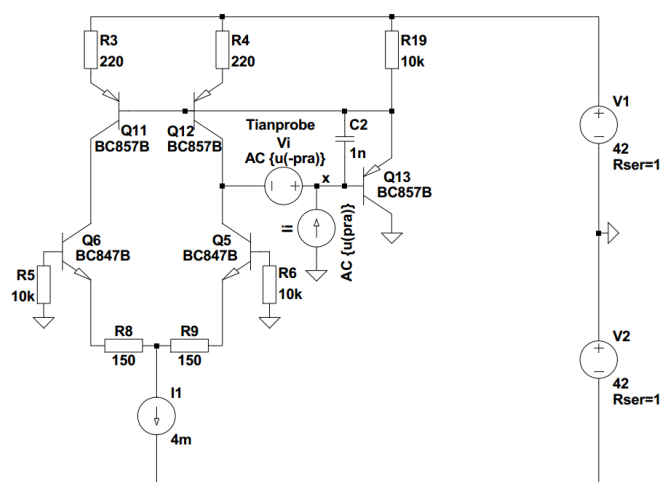 R3
220
R4
220
R19
10k
V1
42
Rser=1
Q11
BC857B
Q12
BC857B
Tianprobe
Vi
AC {u(-pra)}
C2
1n
x
Q13
BC857B
ii
AC {u(pra)}
Q6
BC847B
Q5
BC847B
R5
10k
R6
10k
R8
150
R9
150
V2
42
Rser=1
I1
4m